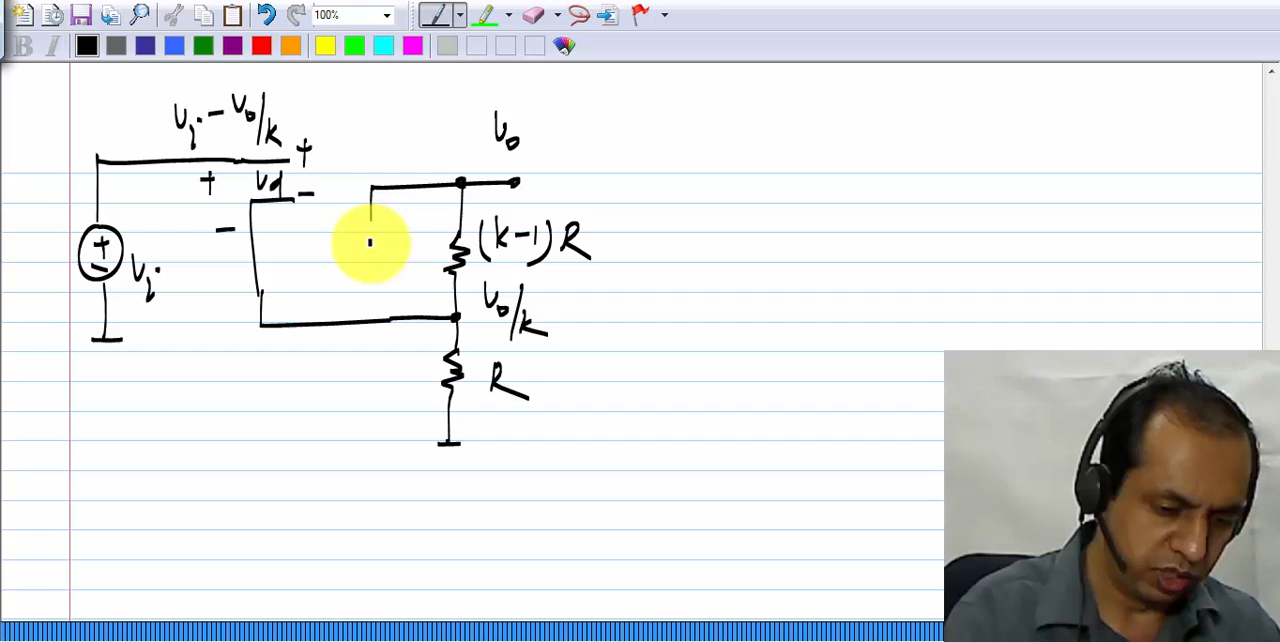 100%
B I
Vi - Vo/k
+
Vo
+ Vd -
-
(k-1) R
+
-
Vi
Vo/k
R